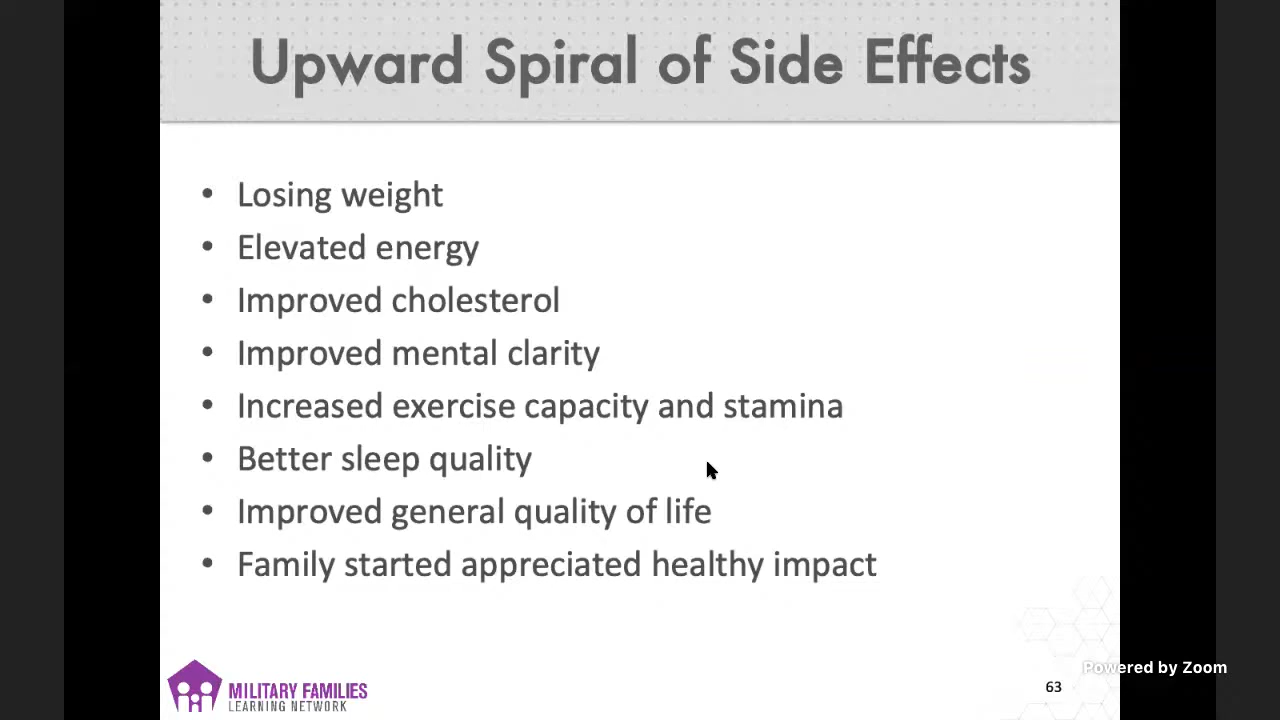 Upward Spiral of Side Effects
• Losing weight
• Elevated energy
• Improved cholesterol
• Improved mental clarity
• Increased exercise capacity and stamina
• Better sleep quality
• Improved general quality of life
• Family started appreciated healthy impact
MILITARY FAMILIES
LEARNING NETWORK
Powered by Zoom
63